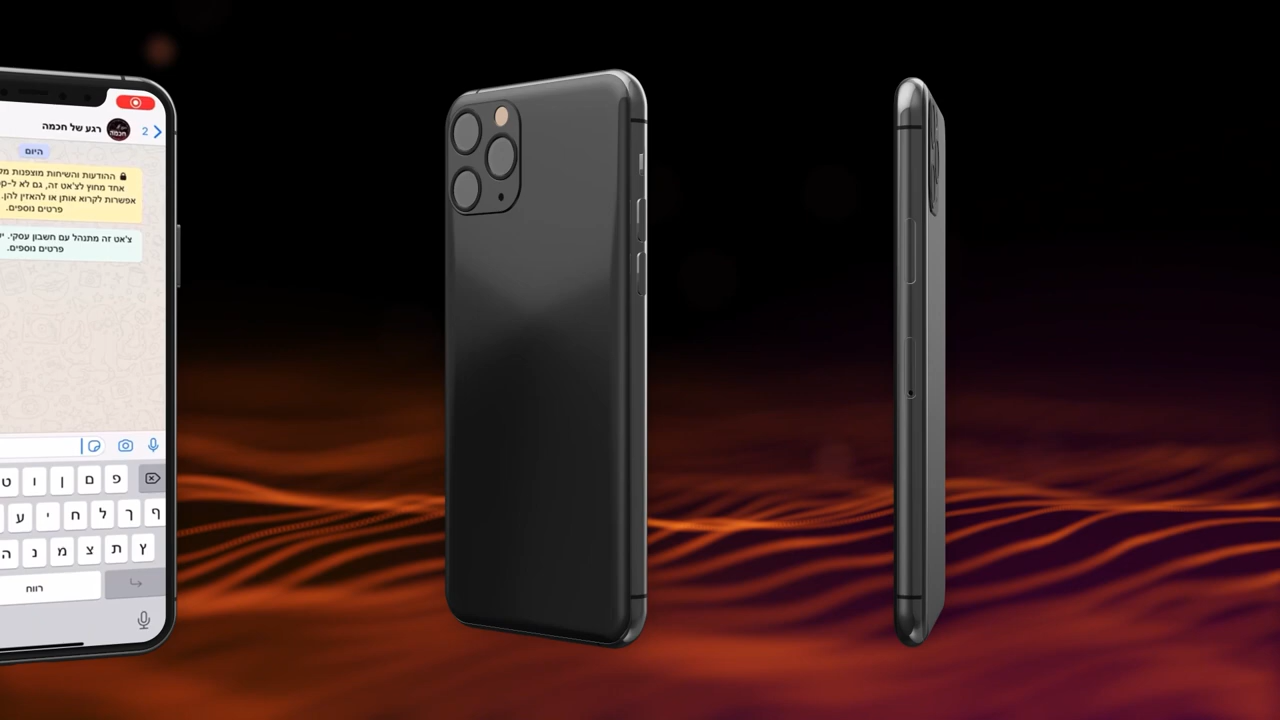 רגע של חכמה
2
היום
ההודעות והשיחות מוצפנות
אחד מחוץ לצ'אט זה, גם לא ל-
אפשרות לקרוא אותן או להאזין להן.
פרטים נוספים.
צ'אט זה מתנהל עם חשבון עסקי.
פרטים נוספים.
ט ו ן ם פ
ע י ח ל ך ף
ה נ מ צ ת ץ
רווח